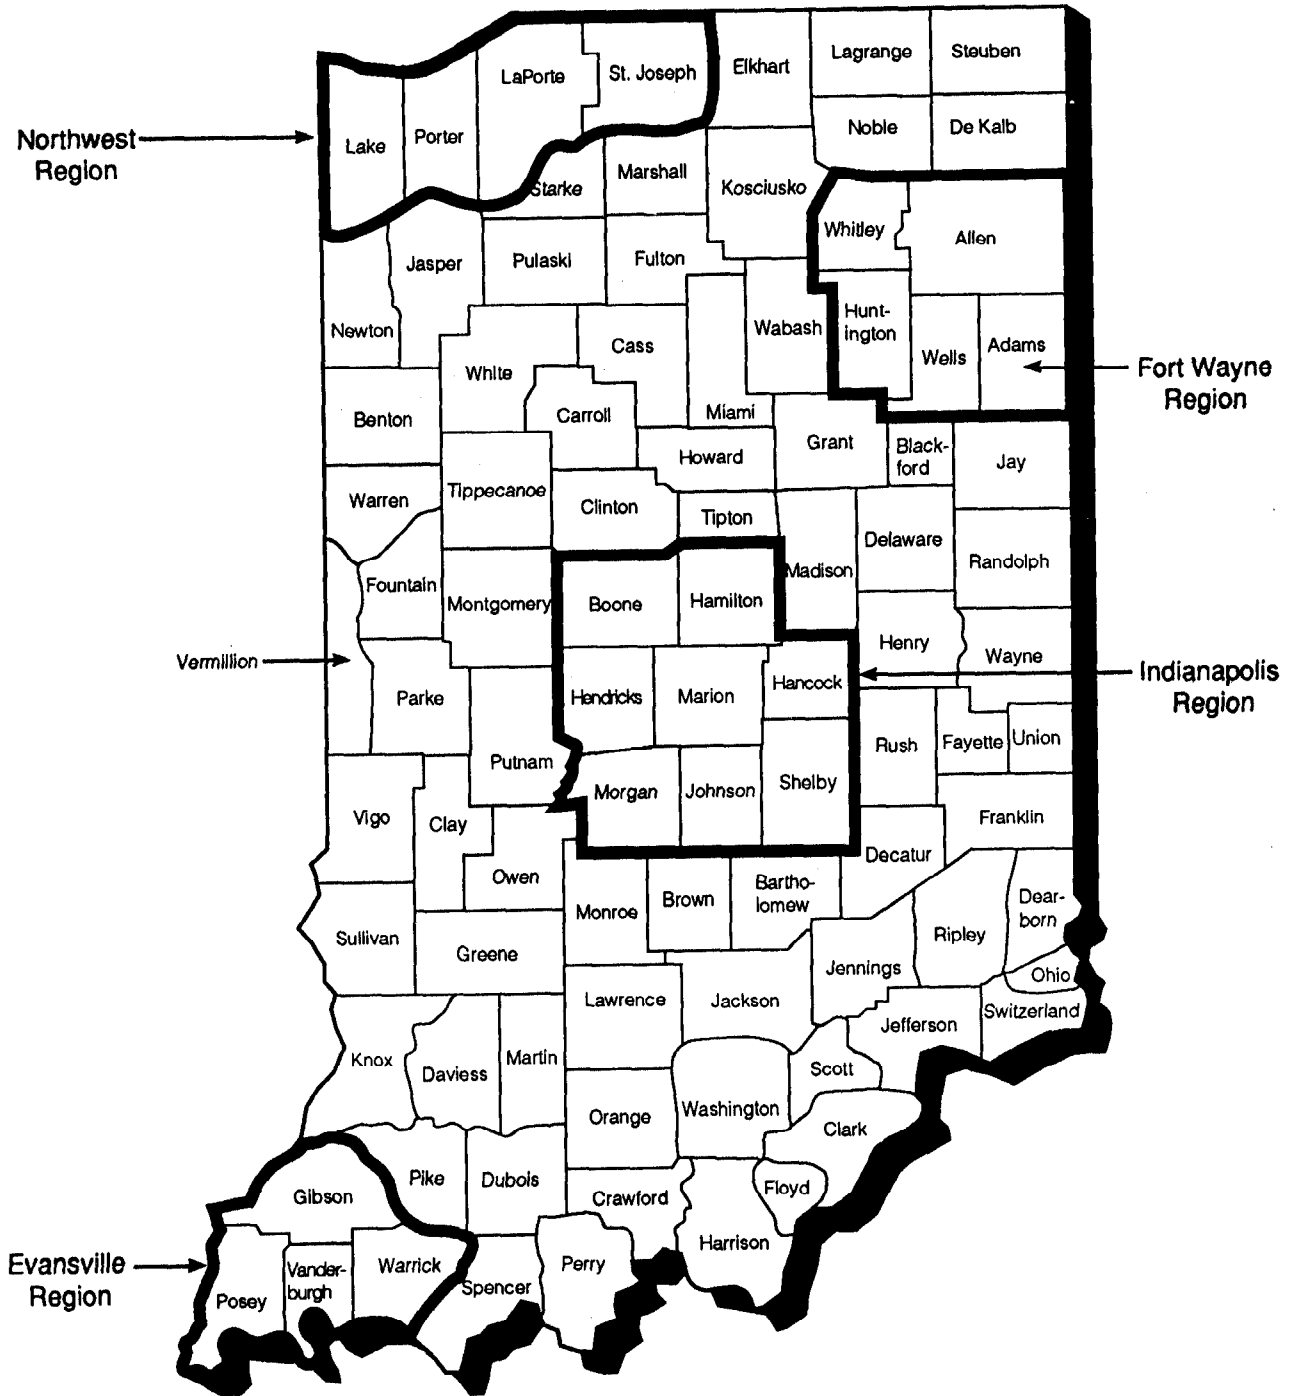 Lagrange
Steuben
LaPorte
St. Joseph
Elkhart
Noble
De Kalb
Northwest
Region
Lake
Porter
Starke
Marshall
Kosciusko
Whitley
Allen
Jasper
Pulaski
Fulton
Newton
White
Cass
Wabash
Hunt-
ington
Wells
Adams
Fort Wayne
Region
Benton
Carroll
Miami
Grant
Black-
ford
Jay
Howard
Warren
Tippecanoe
Clinton
Tipton
Delaware
Randolph
Fountain
Montgomery
Boone
Hamilton
Madison
Henry
Wayne
Vermillion
Parke
Hendricks
Marion
Hancock
Indianapolis
Region
Putnam
Rush
Fayette
Union
Vigo
Clay
Morgan
Johnson
Shelby
Franklin
Decatur
Owen
Monroe
Brown
Bartho-
lomew
Dear-
born
Sullivan
Greene
Ripley
Jennings
Ohio
Lawrence
Jackson
Jefferson
Switzerland
Knox
Daviess
Martin
Scott
Orange
Washington
Clark
Pike
Dubois
Crawford
Floyd
Gibson
Harrison
Evansville
Region
Posey
Vander-
burgh
Warrick
Spencer
Perry